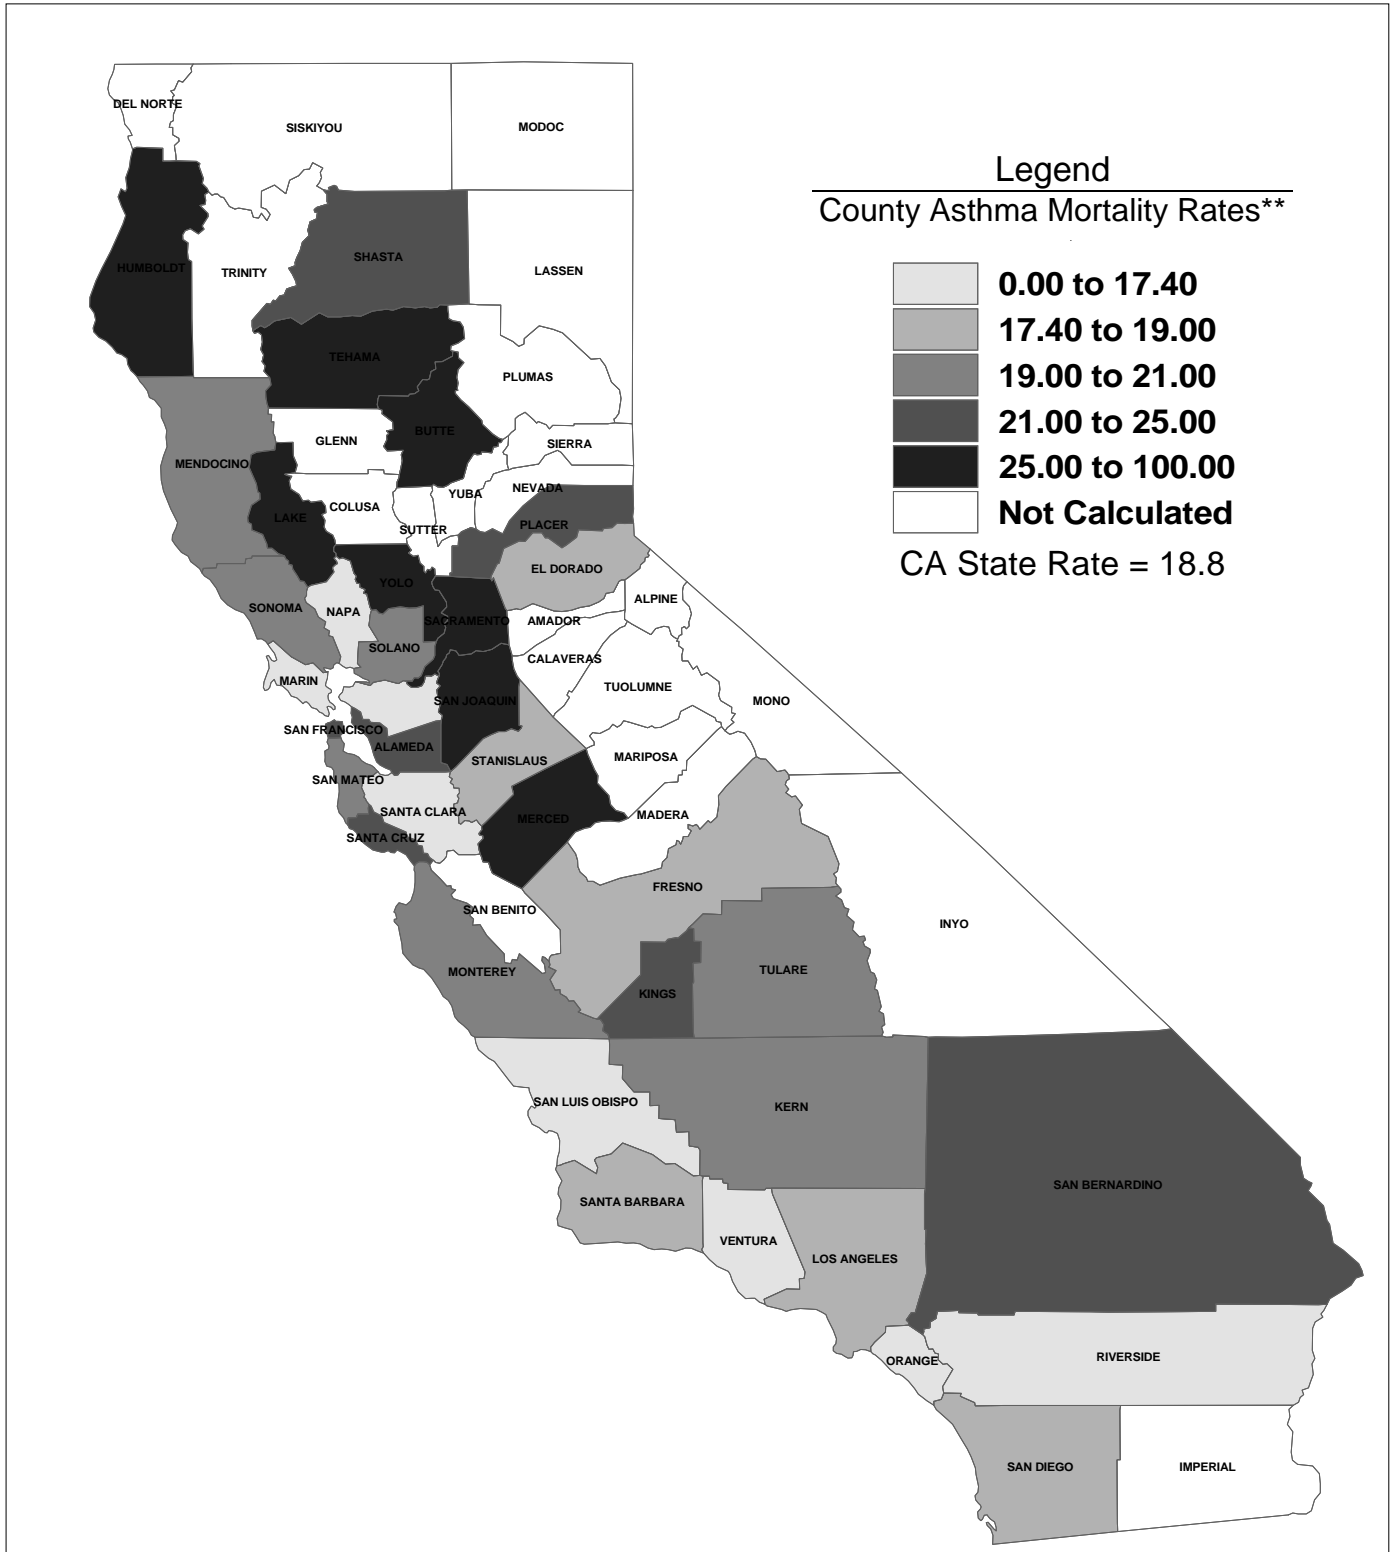 DEL NORTE
SISKIYOU
MODOC
Legend
County Asthma Mortality Rates**
0.00 to 17.40
17.40 to 19.00
19.00 to 21.00
21.00 to 25.00
25.00 to 100.00
Not Calculated
CA State Rate = 18.8
HUMBOLDT
TRINITY
SHASTA
LASSEN
TEHAMA
PLUMAS
BUTTE
GLENN
SIERRA
MENDOCINO
NEVADA
YUBA
COLUSA
LAKE
SUTTER
PLACER
EL DORADO
YOLO
ALPINE
SONOMA
NAPA
SACRAMENTO
AMADOR
SOLANO
CALAVERAS
MARIN
TUOLUMNE
SAN JOAQUIN
MONO
SAN FRANCISCO
ALAMEDA
STANISLAUS
MARIPOSA
SAN MATEO
SANTA CLARA
MERCED
MADERA
SANTA CRUZ
FRESNO
SAN BENITO
INYO
MONTEREY
TULARE
KINGS
SAN LUIS OBISPO
KERN
SAN BERNARDINO
SANTA BARBARA
VENTURA
LOS ANGELES
ORANGE
RIVERSIDE
SAN DIEGO
IMPERIAL